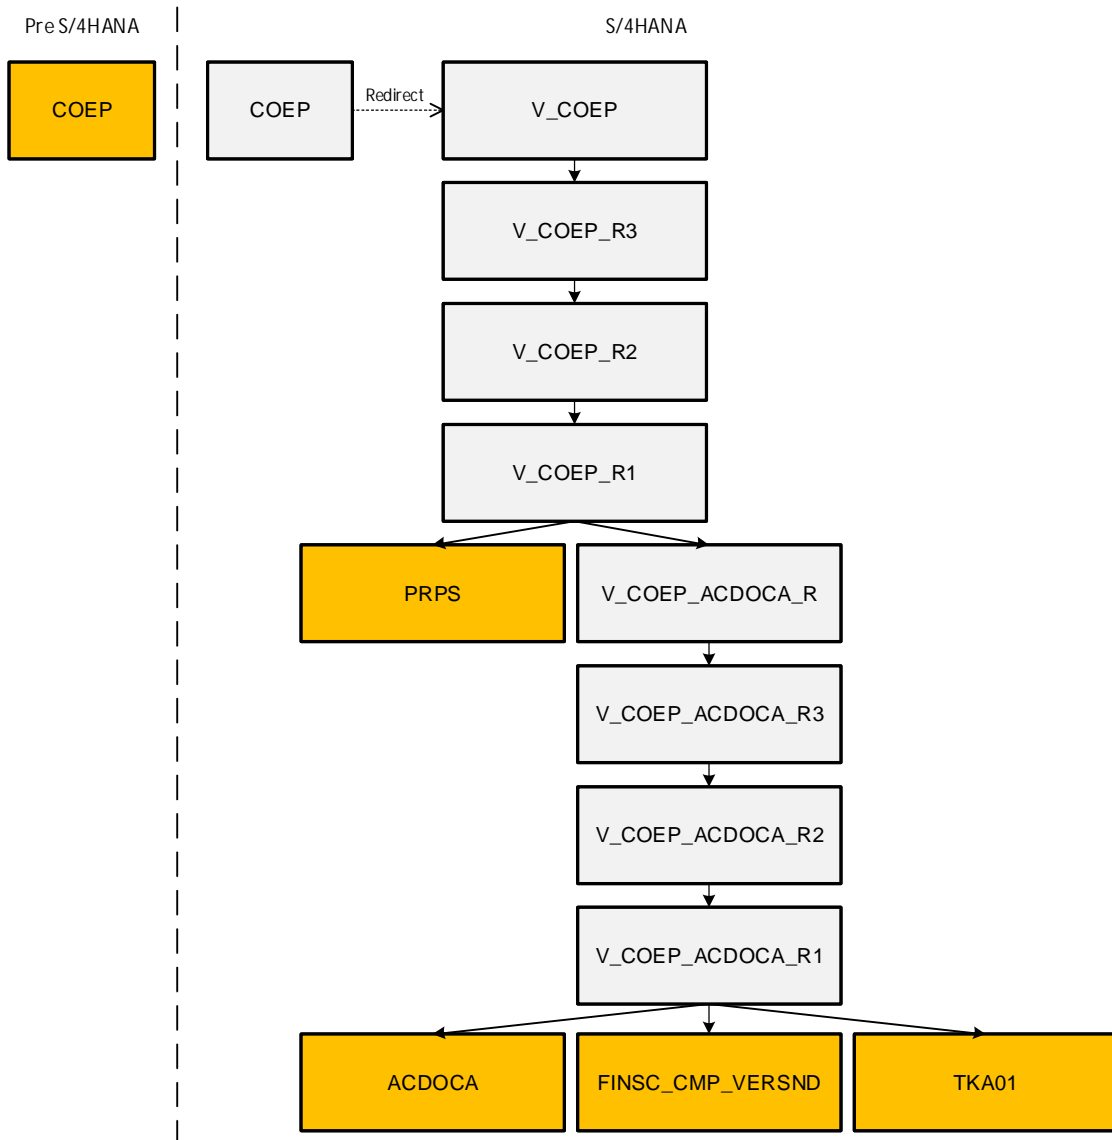 Pre S/4HANA
S/4HANA
COEP
COEP
Redirect
V_COEP
V_COEP_R3
V_COEP_R2
V_COEP_R1
PRPS
V_COEP_ACDOCA_R
V_COEP_ACDOCA_R3
V_COEP_ACDOCA_R2
V_COEP_ACDOCA_R1
ACDOCA
FINSC_CMP_VERSND
TKA01